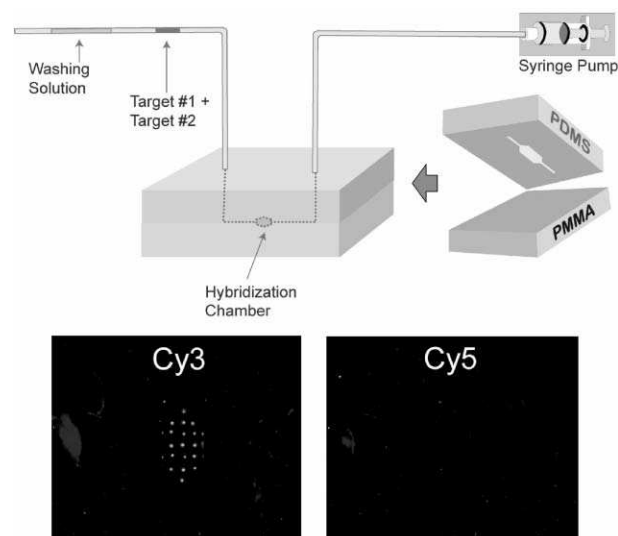 Washing
Solution
Target #1 +
Target #2
Syringe Pump
PDMS
PMMA
Hybridization
Chamber
Cy3
Cy5